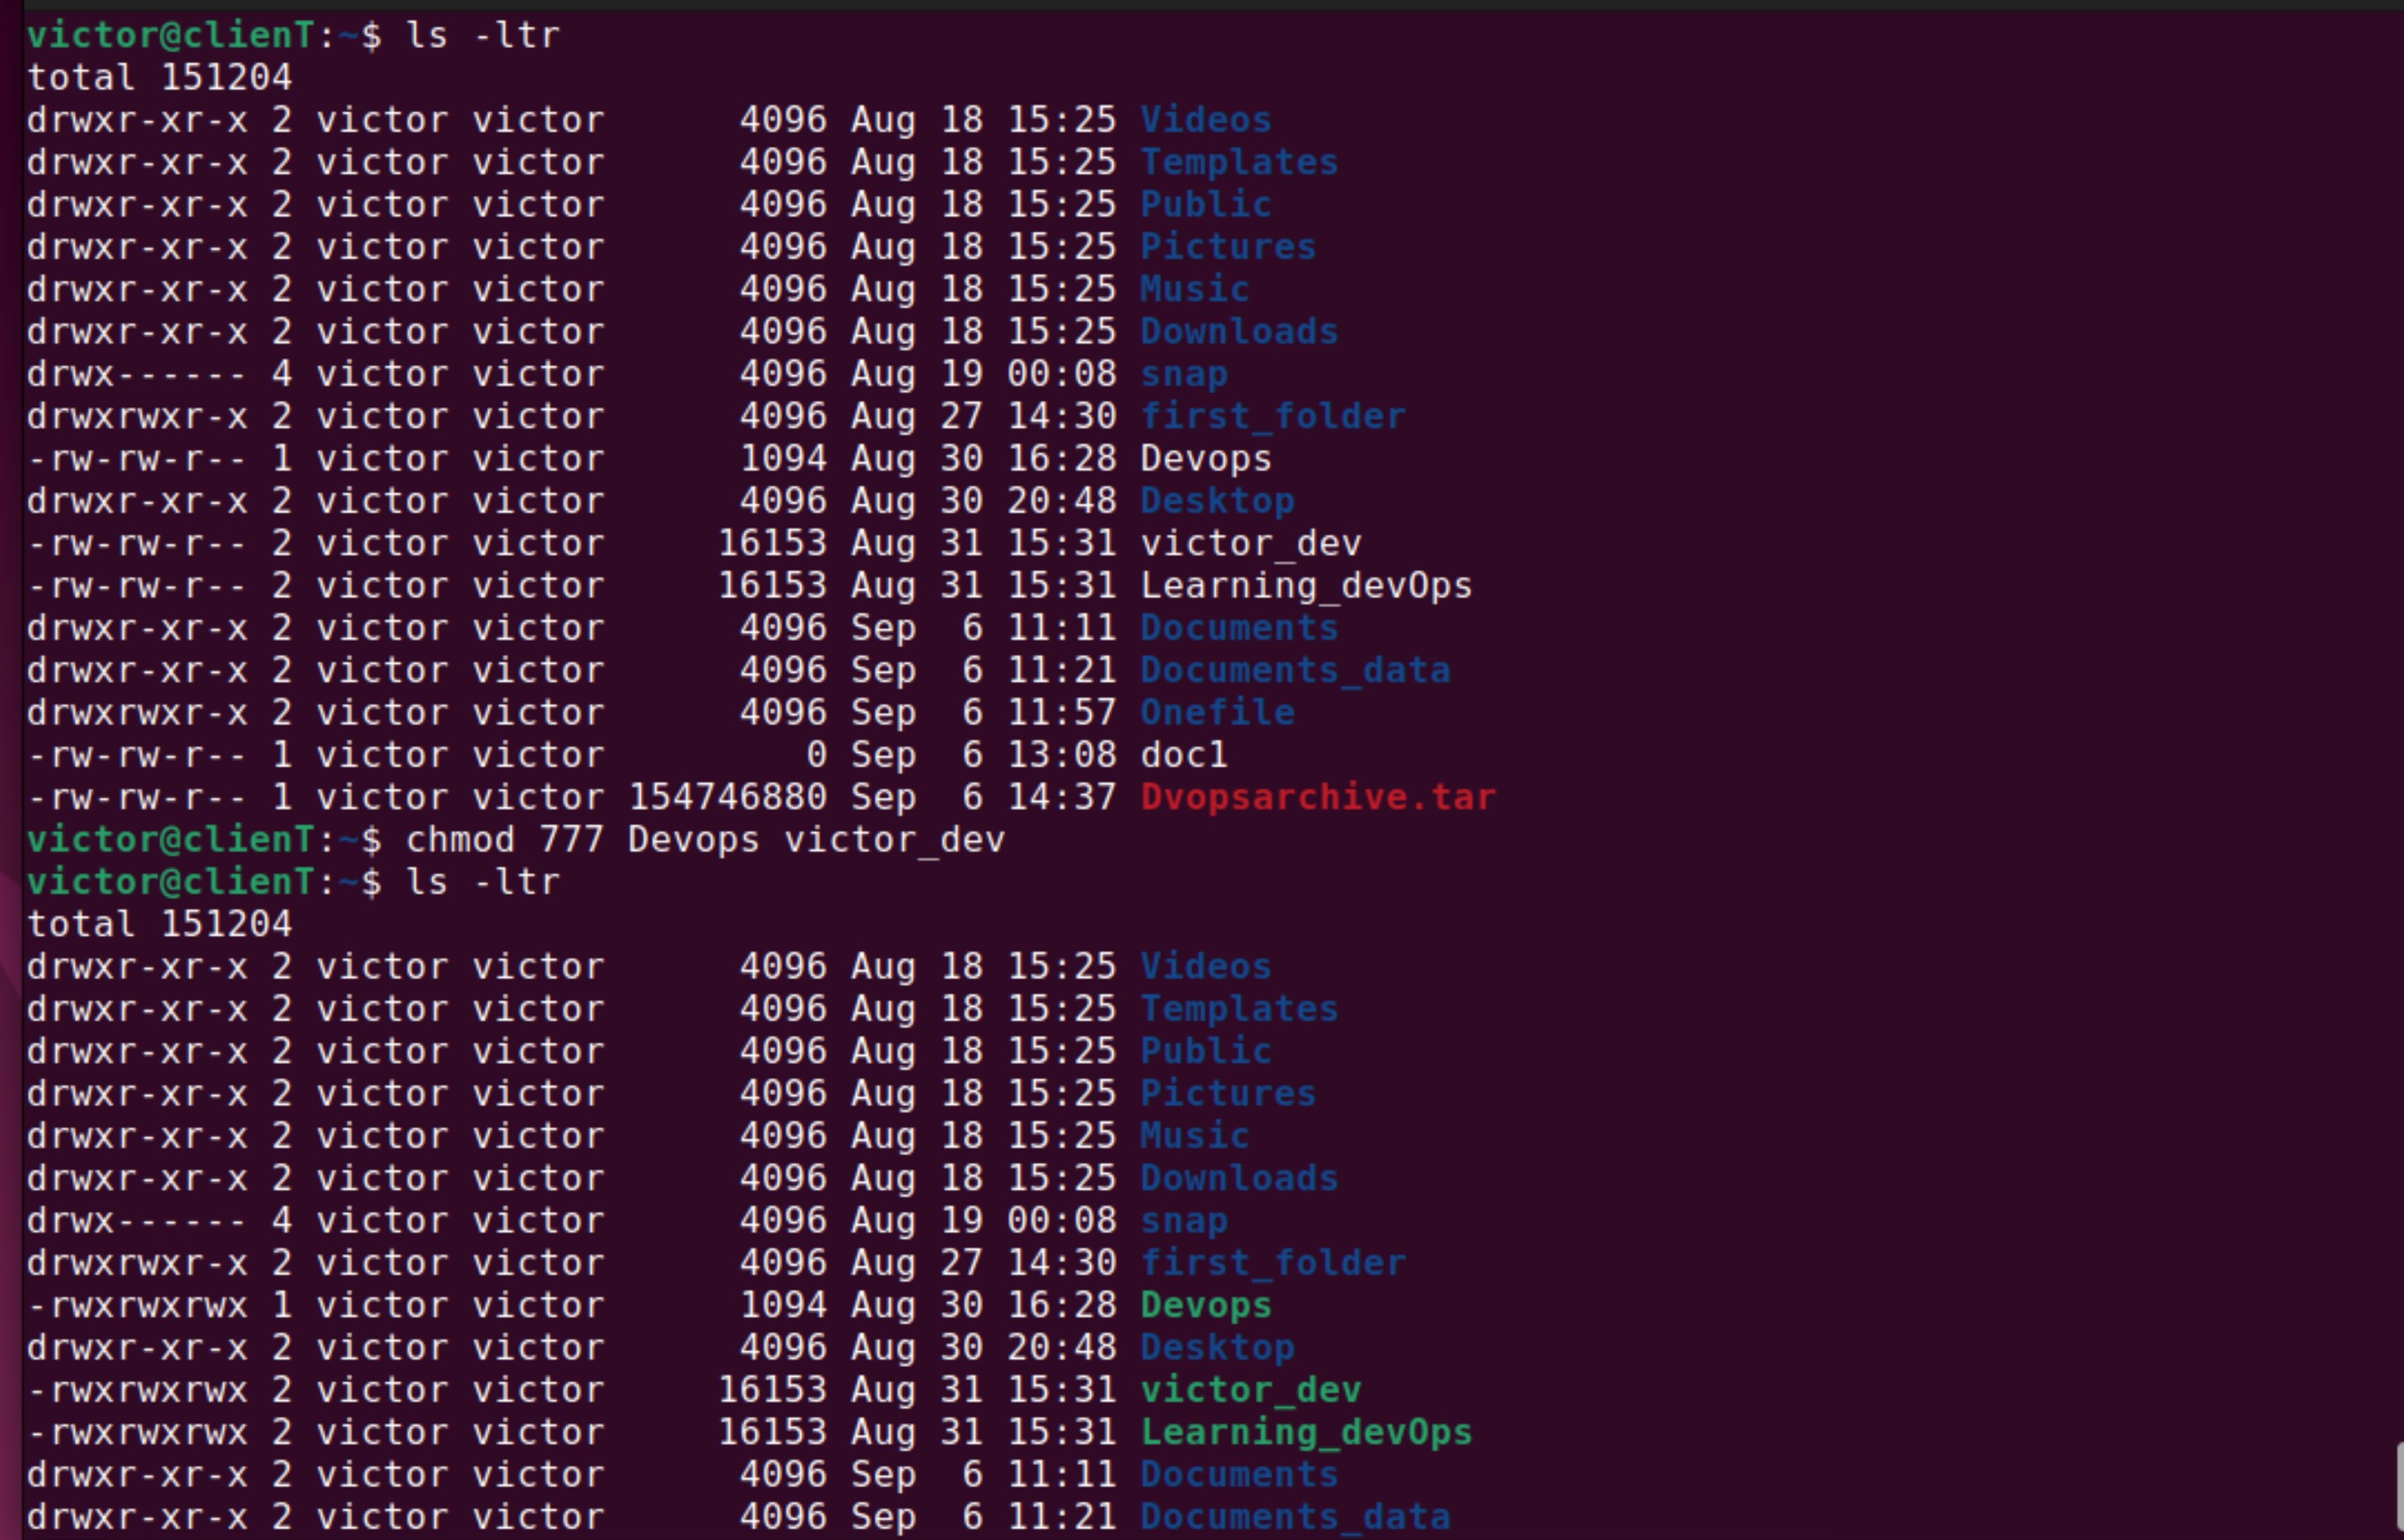 victor@clienT:~$ ls -ltr
total 151204
drwxr-xr-x 2 victor victor      4096 Aug 18 15:25 Videos
drwxr-xr-x 2 victor victor      4096 Aug 18 15:25 Templates
drwxr-xr-x 2 victor victor      4096 Aug 18 15:25 Public
drwxr-xr-x 2 victor victor      4096 Aug 18 15:25 Pictures
drwxr-xr-x 2 victor victor      4096 Aug 18 15:25 Music
drwxr-xr-x 2 victor victor      4096 Aug 18 15:25 Downloads
drwx------ 4 victor victor      4096 Aug 19 00:08 snap
drwxrwxr-x 2 victor victor      4096 Aug 27 14:30 first_folder
-rw-rw-r-- 1 victor victor      1094 Aug 30 16:28 Devops
drwxr-xr-x 2 victor victor      4096 Aug 30 20:48 Desktop
-rw-rw-r-- 2 victor victor     16153 Aug 31 15:31 victor_dev
-rw-rw-r-- 2 victor victor     16153 Aug 31 15:31 Learning_devOps
drwxr-xr-x 2 victor victor      4096 Sep  6 11:11 Documents
drwxr-xr-x 2 victor victor      4096 Sep  6 11:21 Documents_data
drwxrwxr-x 2 victor victor      4096 Sep  6 11:57 Onefile
-rw-rw-r-- 1 victor victor         0 Sep  6 13:08 doc1
-rw-rw-r-- 1 victor victor 154746880 Sep  6 14:37 Dvopsarchive.tar
victor@clienT:~$ chmod 777 Devops victor_dev
victor@clienT:~$ ls -ltr
total 151204
drwxr-xr-x 2 victor victor      4096 Aug 18 15:25 Videos
drwxr-xr-x 2 victor victor      4096 Aug 18 15:25 Templates
drwxr-xr-x 2 victor victor      4096 Aug 18 15:25 Public
drwxr-xr-x 2 victor victor      4096 Aug 18 15:25 Pictures
drwxr-xr-x 2 victor victor      4096 Aug 18 15:25 Music
drwxr-xr-x 2 victor victor      4096 Aug 18 15:25 Downloads
drwx------ 4 victor victor      4096 Aug 19 00:08 snap
drwxrwxr-x 2 victor victor      4096 Aug 27 14:30 first_folder
-rwxrwxrwx 1 victor victor      1094 Aug 30 16:28 Devops
drwxr-xr-x 2 victor victor      4096 Aug 30 20:48 Desktop
-rwxrwxrwx 2 victor victor     16153 Aug 31 15:31 victor_dev
-rwxrwxrwx 2 victor victor     16153 Aug 31 15:31 Learning_devOps
drwxr-xr-x 2 victor victor      4096 Sep  6 11:11 Documents
drwxr-xr-x 2 victor victor      4096 Sep  6 11:21 Documents_data